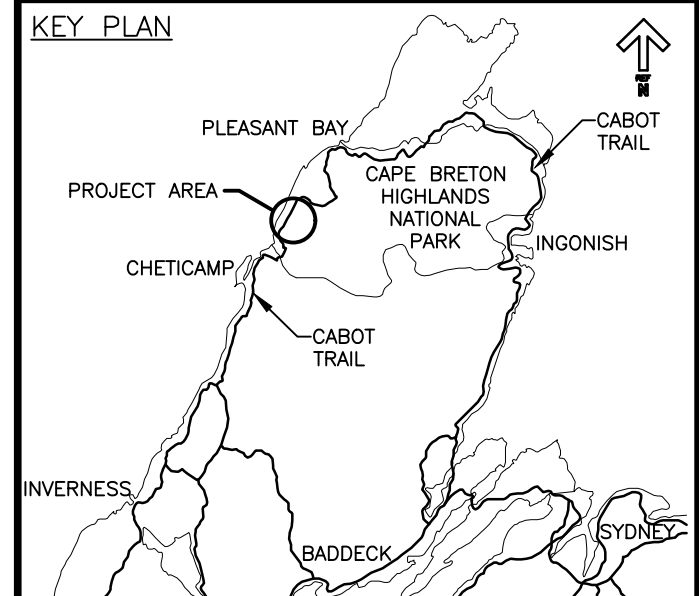 KEY PLAN
REF
N
CABOT
TRAIL
PLEASANT BAY
CAPE BRETON
HIGHLANDS
NATIONAL
PARK
PROJECT AREA
INGONISH
CHETICAMP
CABOT
TRAIL
INVERNESS
SYDNEY
BADDECK